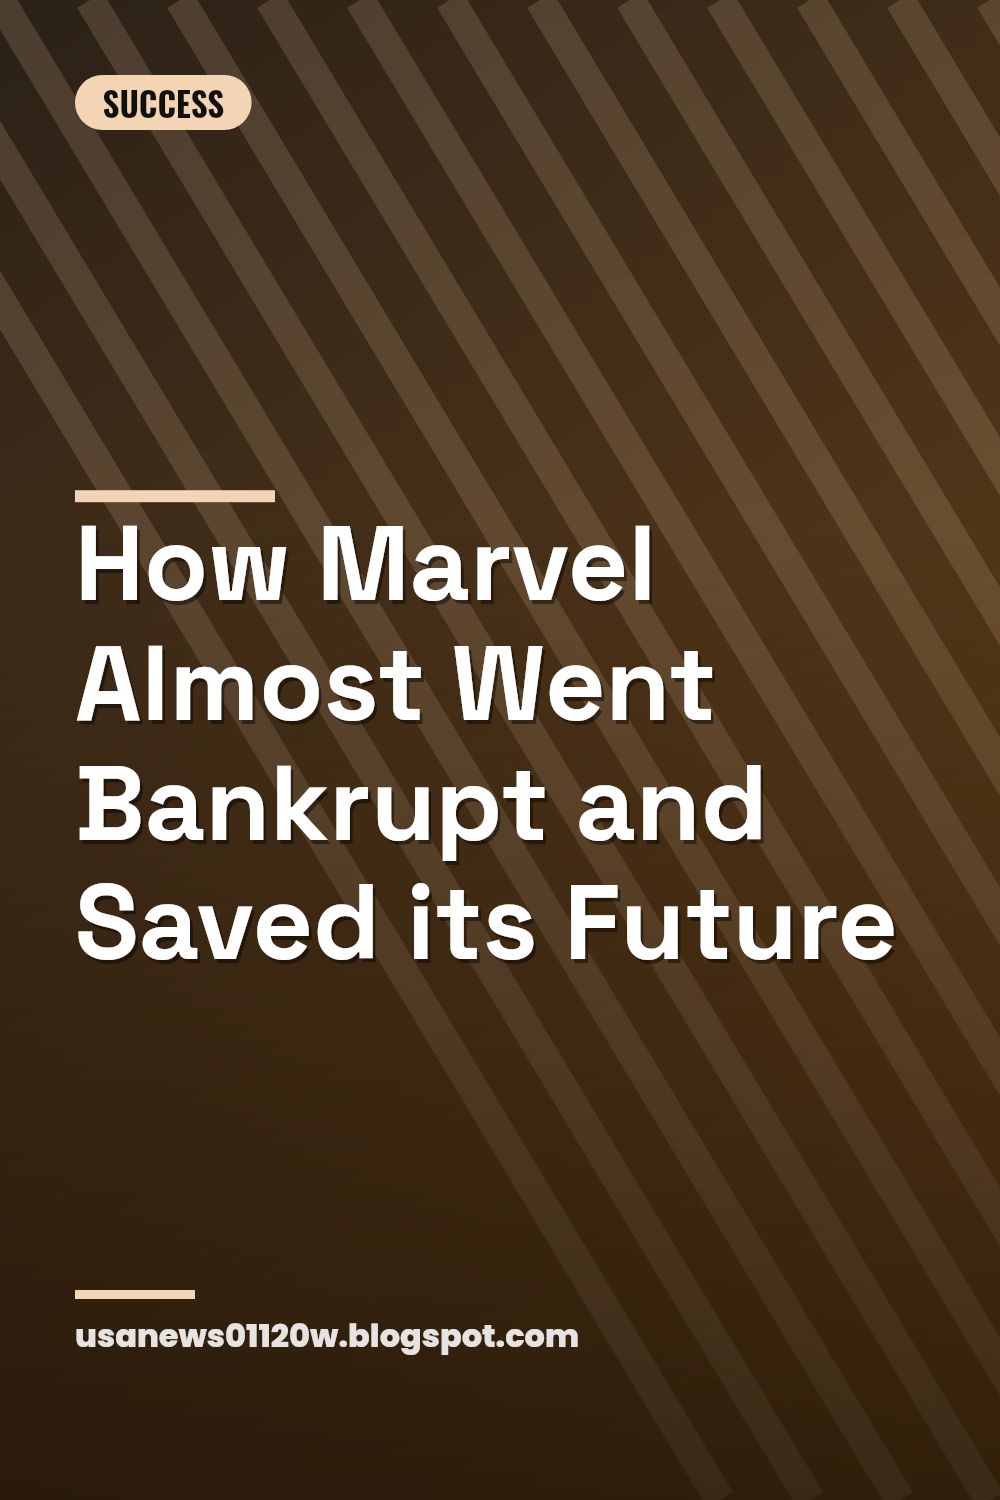 SUCCESS
How Marvel
Almost Went
Bankrupt and
Saved its Future
usanews01120w.blogspot.com